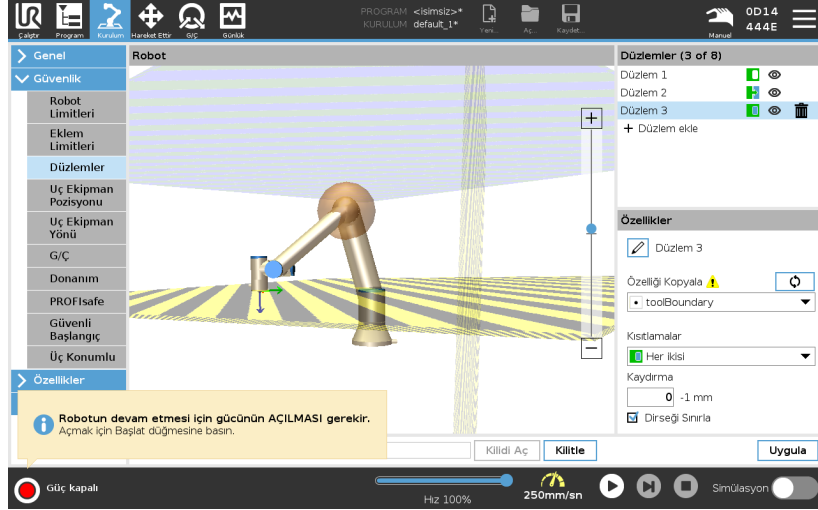 UR
Çalıştır
Program
Kurulum
Hareket Ettir
G/Ç
Günlük
PROGRAM <isimsiz>*
KURULUM default_1*
Yeni...
Aç...
Kaydet...
Manuel
0D14
444E
Genel
Güvenlik
Robot
Limitleri
Eklem
Limitleri
Düzlemler
Uç Ekipman
Pozisyonu
Uç Ekipman
Yönü
G/Ç
Donanım
PROFIsafe
Güvenli
Başlangıç
Üç Konumlu
Özellikler
Robot
Düzlemler (3 of 8)
Düzlem 1
Düzlem 2
Düzlem 3
+ Düzlem ekle
Özellikler
Düzlem 3
Özelliği Kopyala
toolBoundary
Kısıtlamalar
Her ikisi
Kaydırma
0 -1 mm
Dirseği Sınırla
Robotun devam etmesi için gücünün AÇILMASI gerekir.
Açmak için Başlat düğmesine basın.
Kilidi Aç
Kilitle
Uygula
Güç kapalı
Hız 100%
250mm/sn
Simülasyon